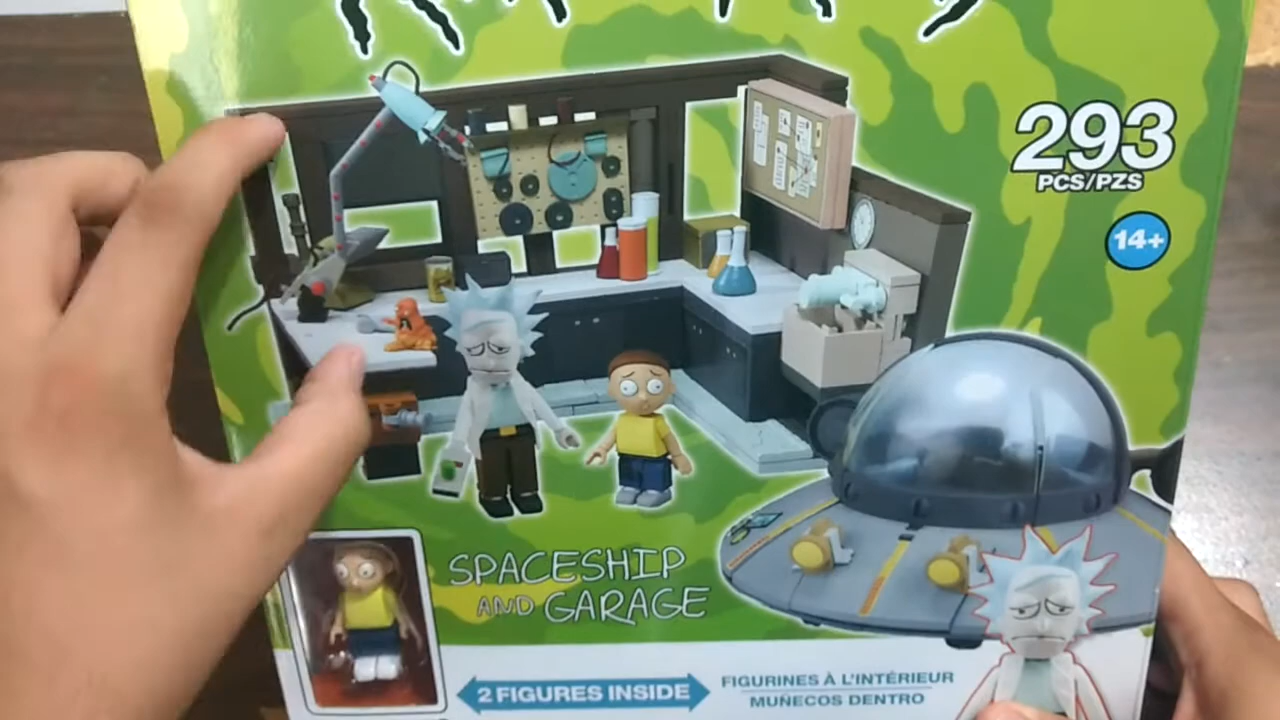 293
PCS/PZS
14+
SPACESHIP
AND GARAGE
2 FIGURES INSIDE
FIGURINES À L'INTÉRIEUR
MUÑECOS DENTRO